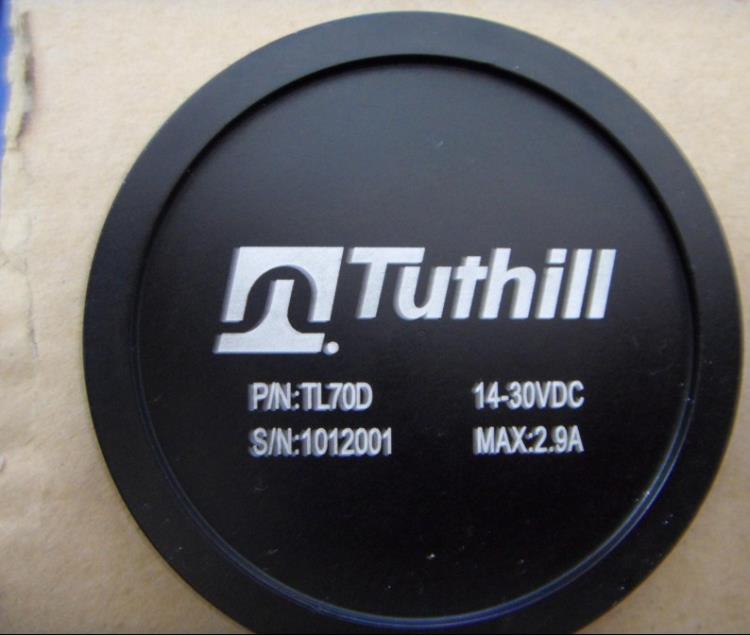 Tuthill
P/N:TL70D 14-30VDC
S/N:1012001 MAX:2.9A